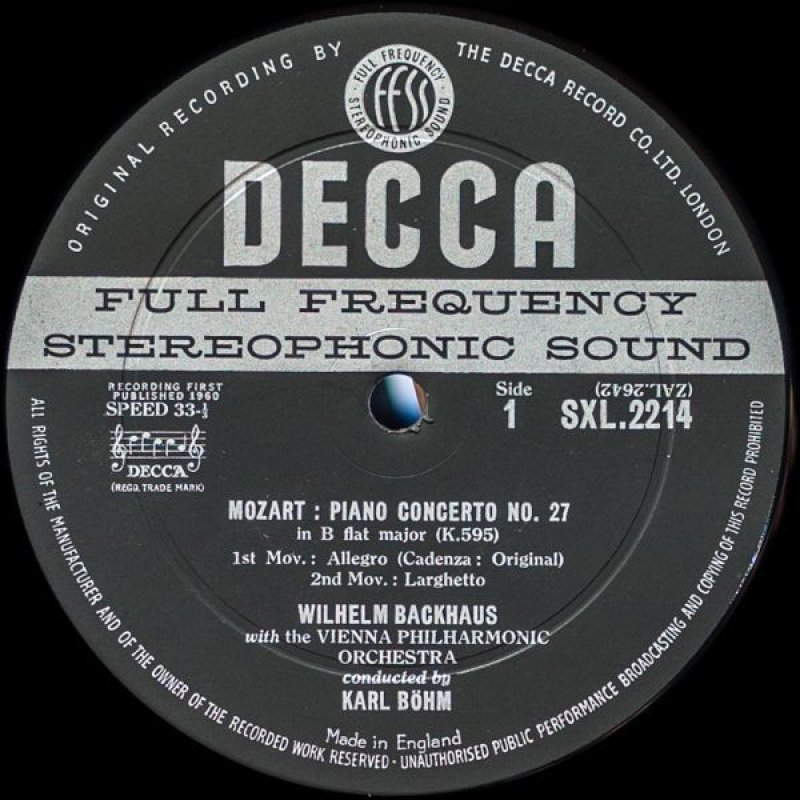 ORIGINAL RECORDING BY THE DECCA RECORD CO. LTD. LONDON
FULL FREQUENCY · STEREOPHONIC SOUND ·
FFSS
DECCA
FULL FREQUENCY
STEREOPHONIC SOUND
RECORDING FIRST
PUBLISHED 1960
SPEED 33-⅓
DECCA
(REGD. TRADE MARK)
Side
1
(ZAL.2642)
SXL.2214
MOZART : PIANO CONCERTO NO. 27
in B flat major (K.595)
1st Mov. : Allegro (Cadenza : Original)
2nd Mov. : Larghetto
WILHELM BACKHAUS
with the VIENNA PHILHARMONIC
ORCHESTRA
conducted by
KARL BÖHM
Made in England
ALL RIGHTS OF THE MANUFACTURER AND OF THE OWNER OF THE RECORDED WORK RESERVED · UNAUTHORISED PUBLIC PERFORMANCE BROADCASTING AND COPYING OF THIS RECORD PROHIBITED